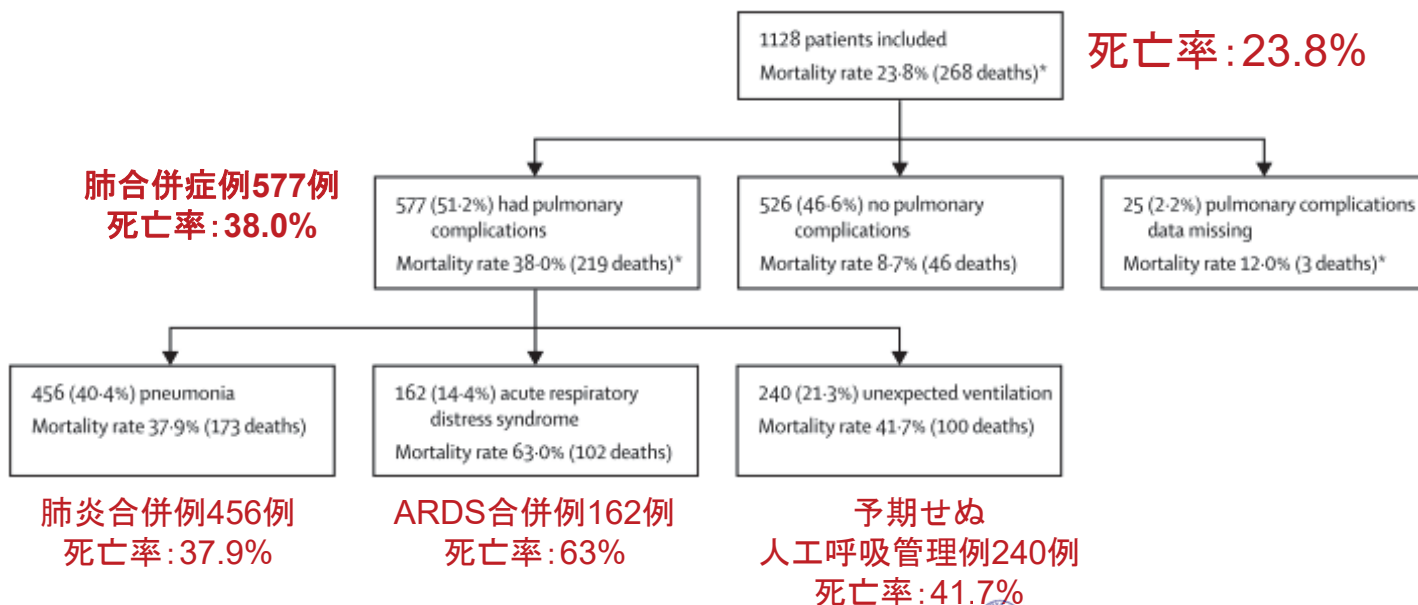 1128 patients included
Mortality rate 23·8% (268 deaths)*
死亡率：23.8%
肺合併症例577例
死亡率：38.0%
577 (51·2%) had pulmonary
complications
Mortality rate 38·0% (219 deaths)*
526 (46·6%) no pulmonary
complications
Mortality rate 8·7% (46 deaths)
25 (2·2%) pulmonary complications
data missing
Mortality rate 12·0% (3 deaths)*
456 (40·4%) pneumonia
Mortality rate 37·9% (173 deaths)
162 (14·4%) acute respiratory
distress syndrome
Mortality rate 63·0% (102 deaths)
240 (21·3%) unexpected ventilation
Mortality rate 41·7% (100 deaths)
肺炎合併例456例
死亡率：37.9%
ARDS合併例162例
死亡率：63%
予期せぬ
人工呼吸管理例240例
死亡率：41.7%